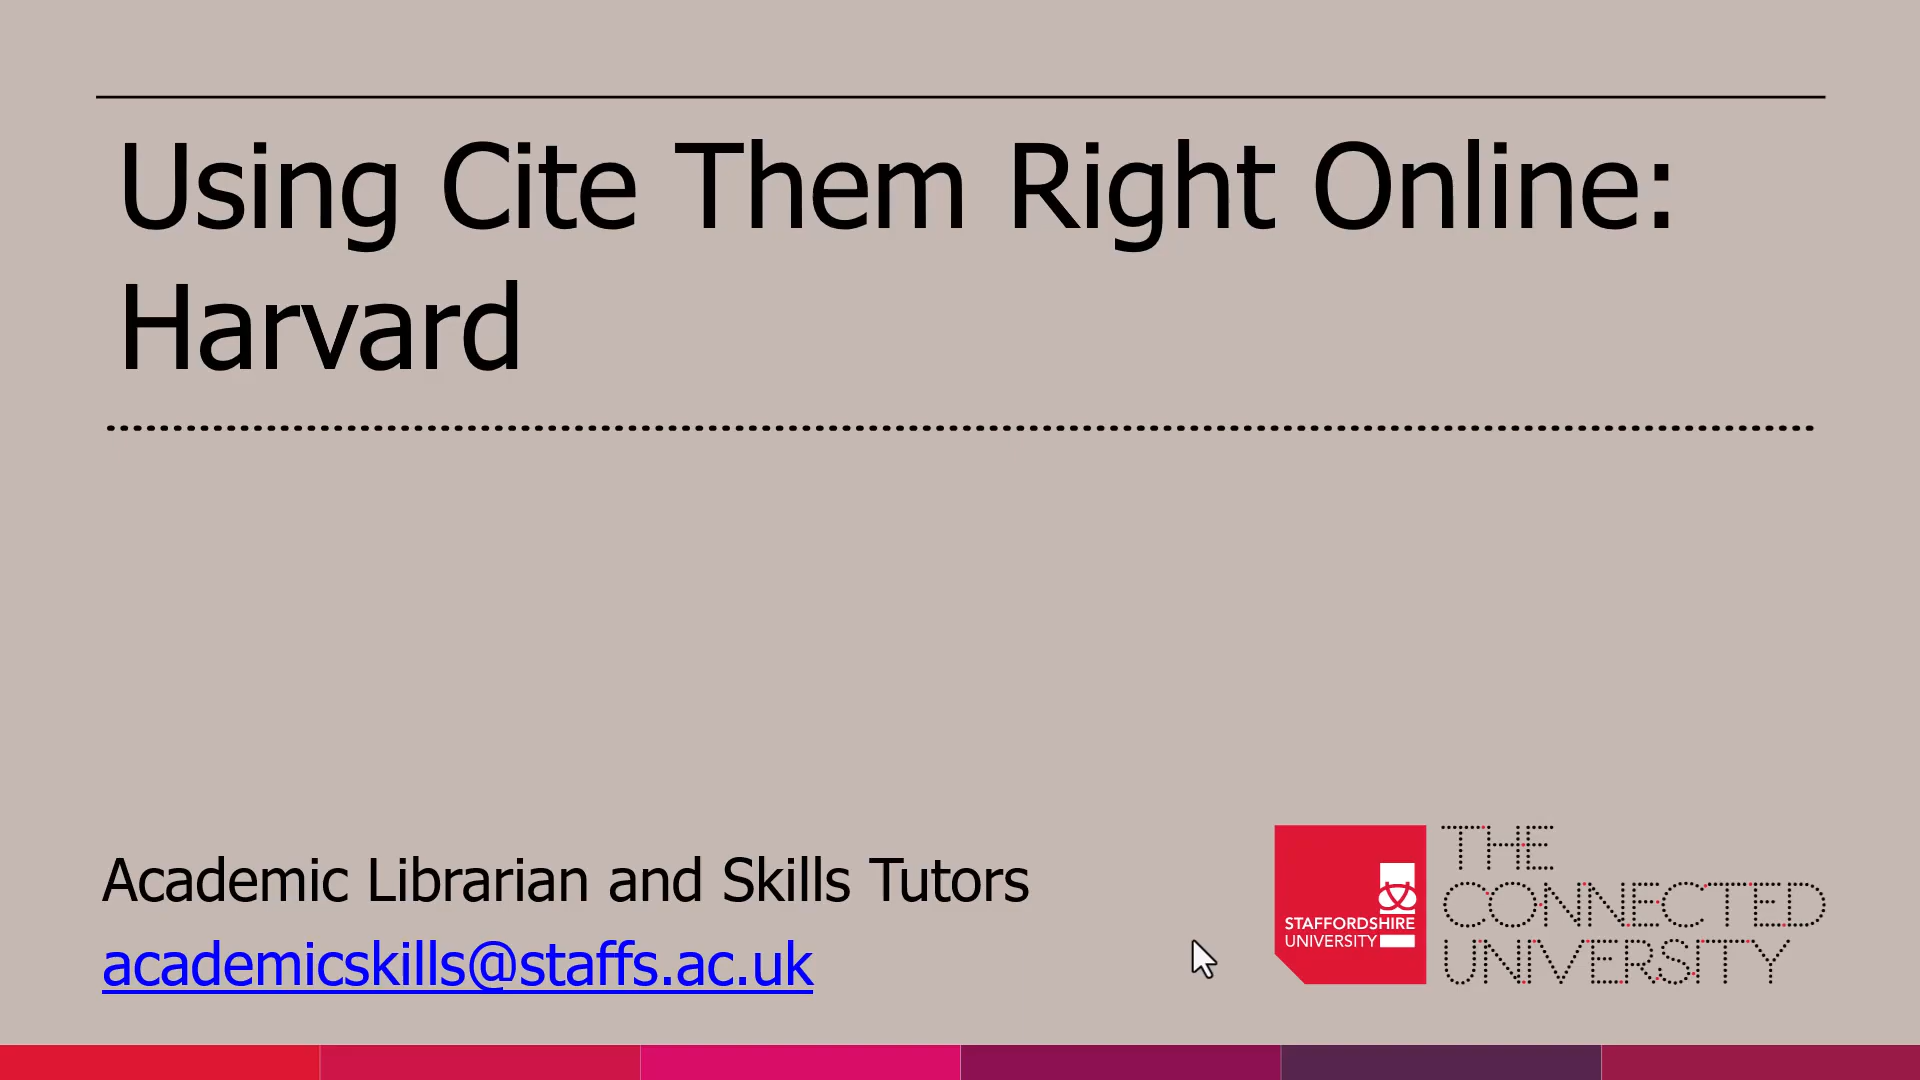 Using Cite Them Right Online:
Harvard
Academic Librarian and Skills Tutors
academicskills@staffs.ac.uk
STAFFORDSHIRE
UNIVERSITY
THE
CONNECTED
UNIVERSITY